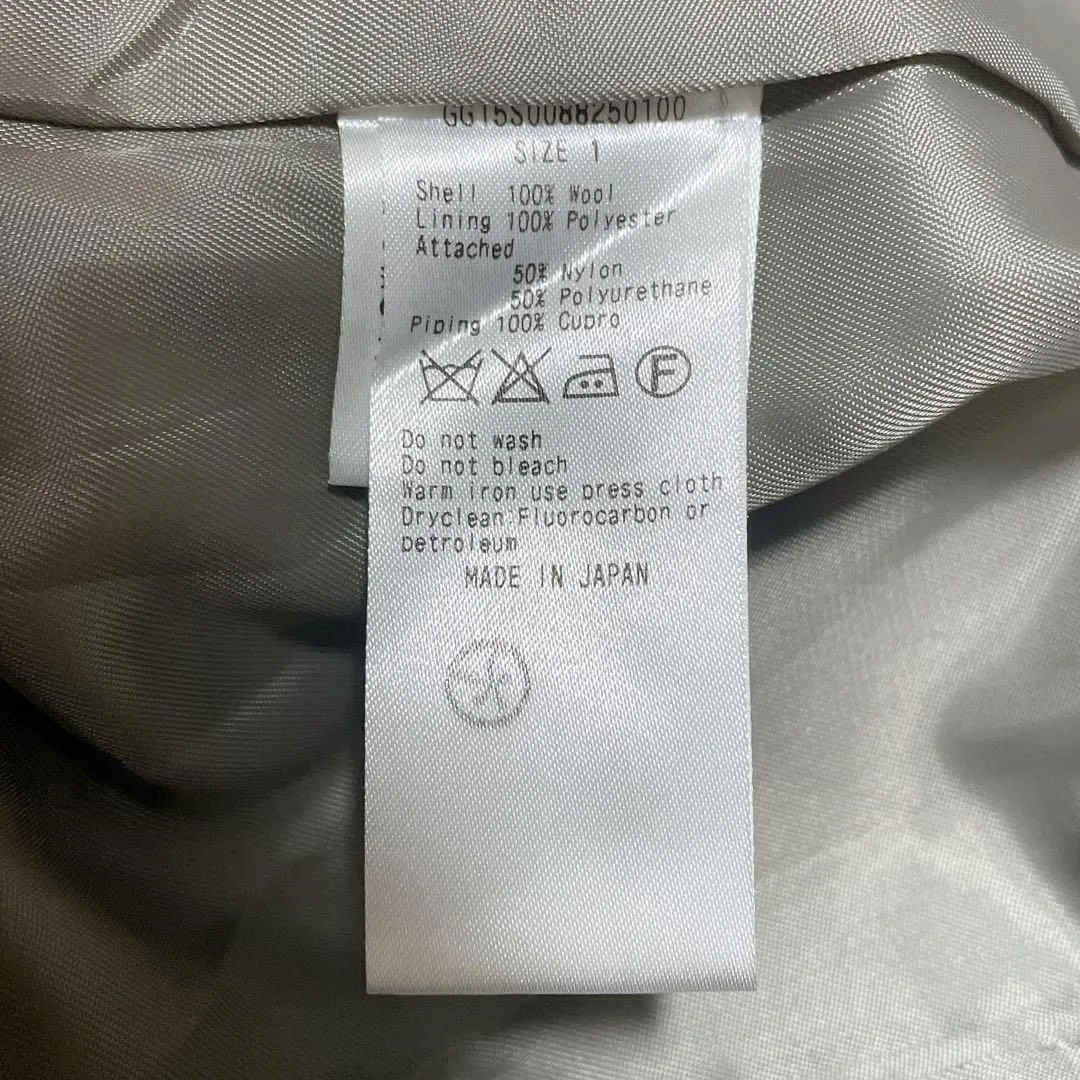 GG15S0088250100
SIZE 1
Shell 100% Wool
Lining 100% Polyester
Attached
50% Nylon
50% Polyurethane
Piping 100% Cupro
F
Do not wash
Do not bleach
Warm iron use press cloth
Dryclean:Fluorocarbon or
petroleum
MADE IN JAPAN